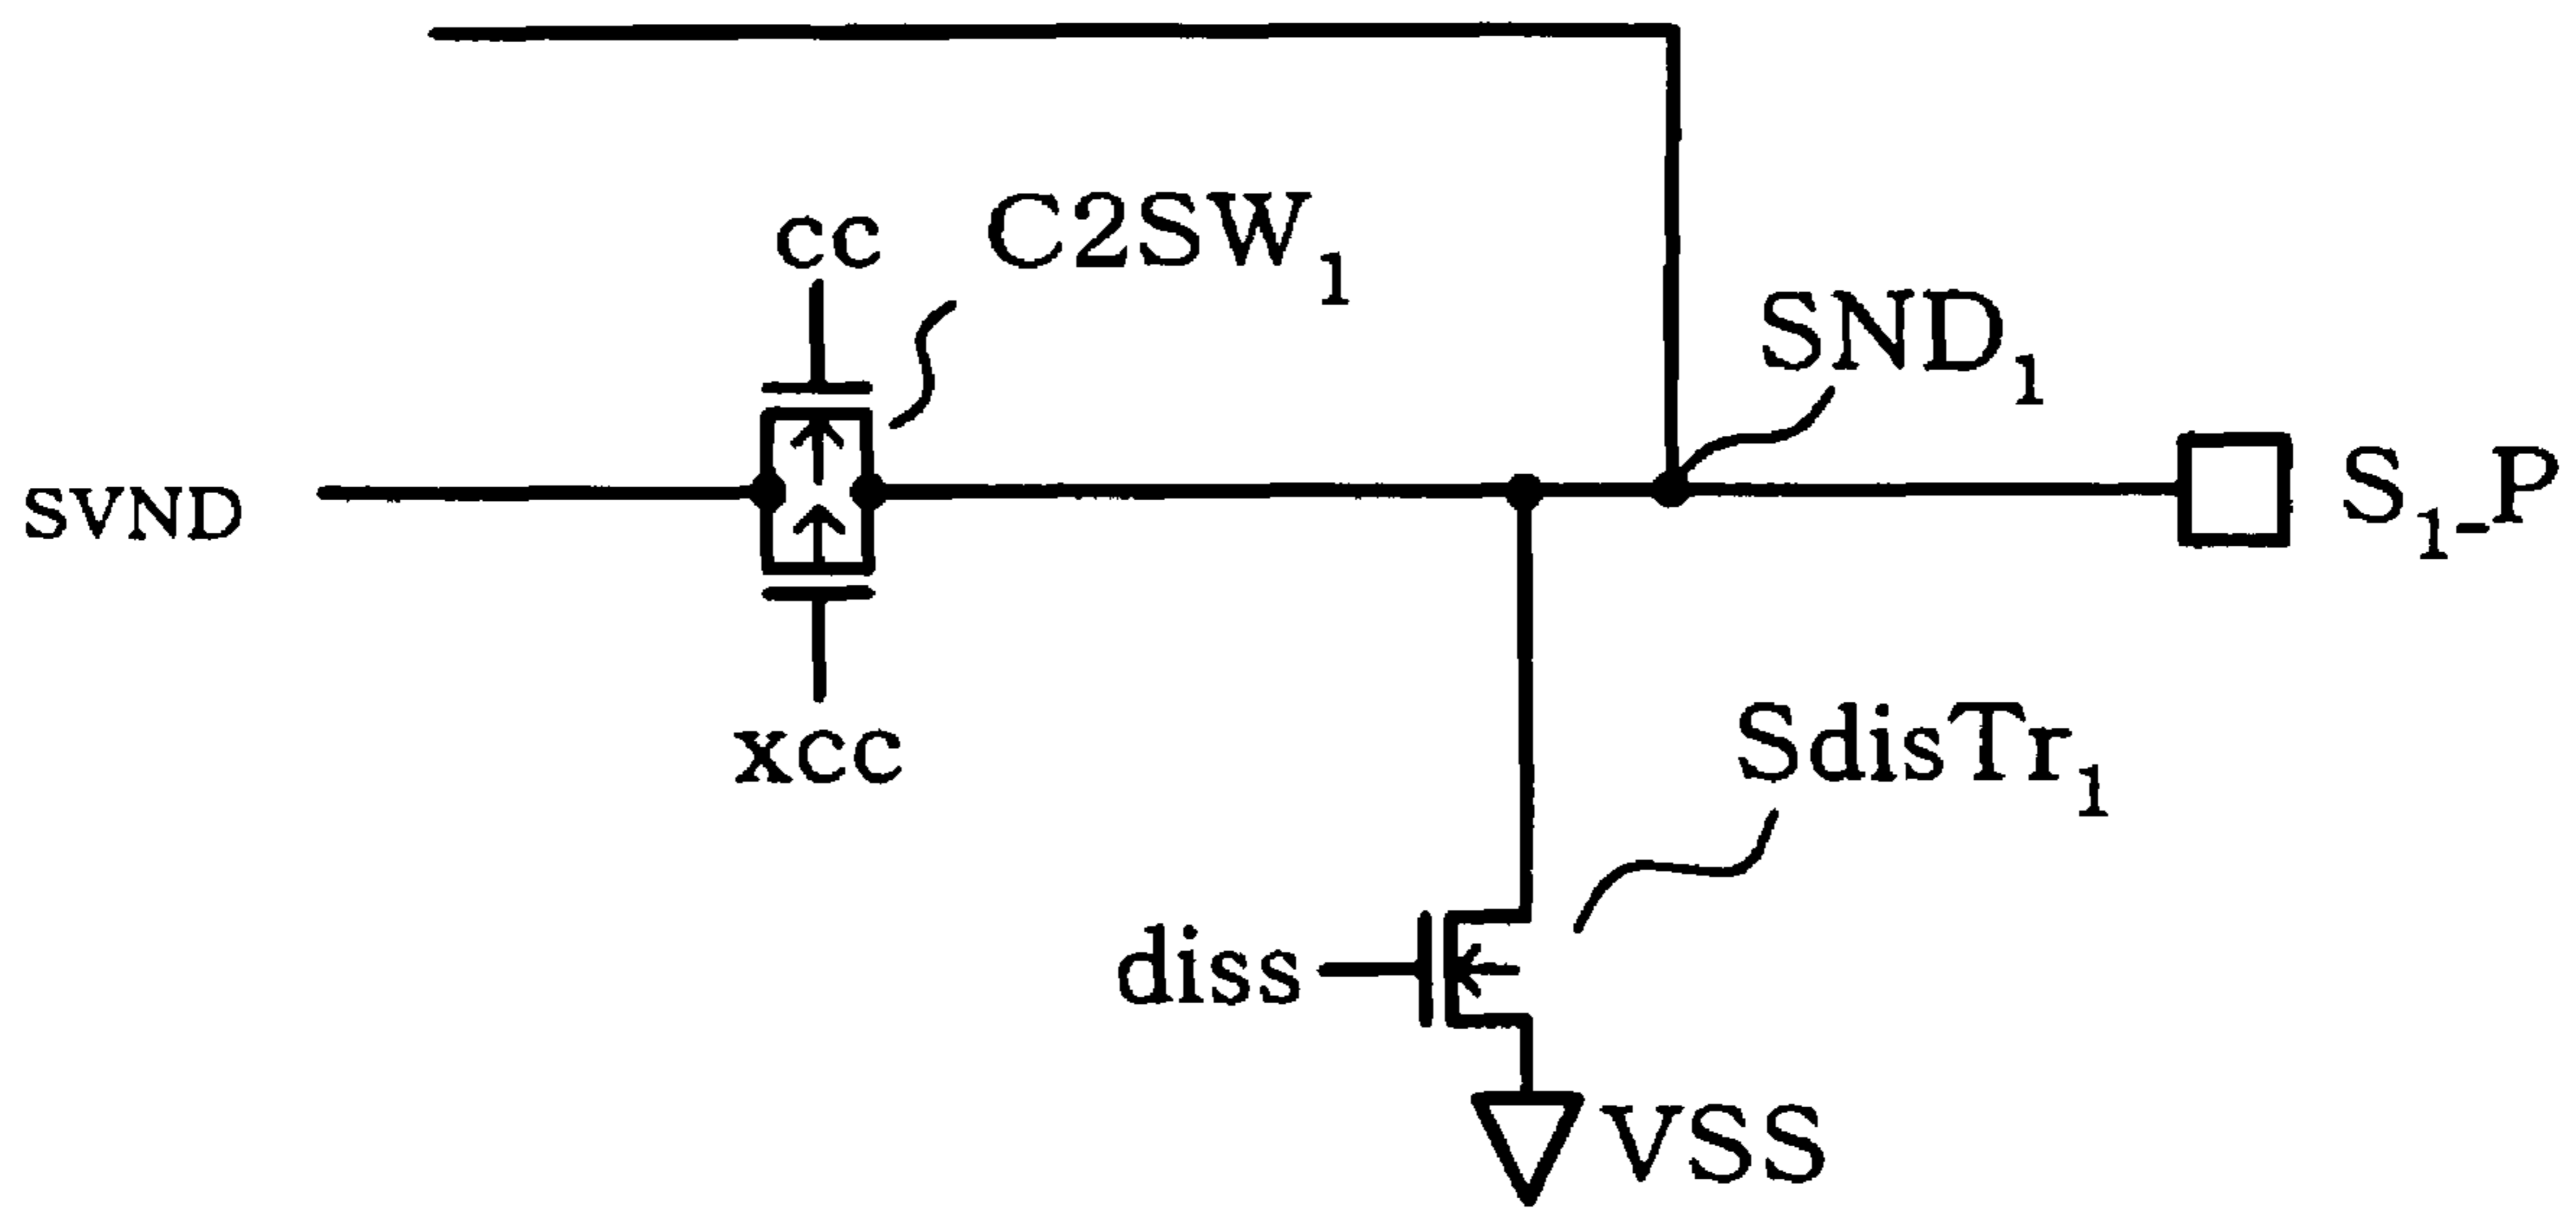 cc
C2SW₁
SND₁
SVND
S₁₋P
xcc
SdisTr₁
diss
VSS